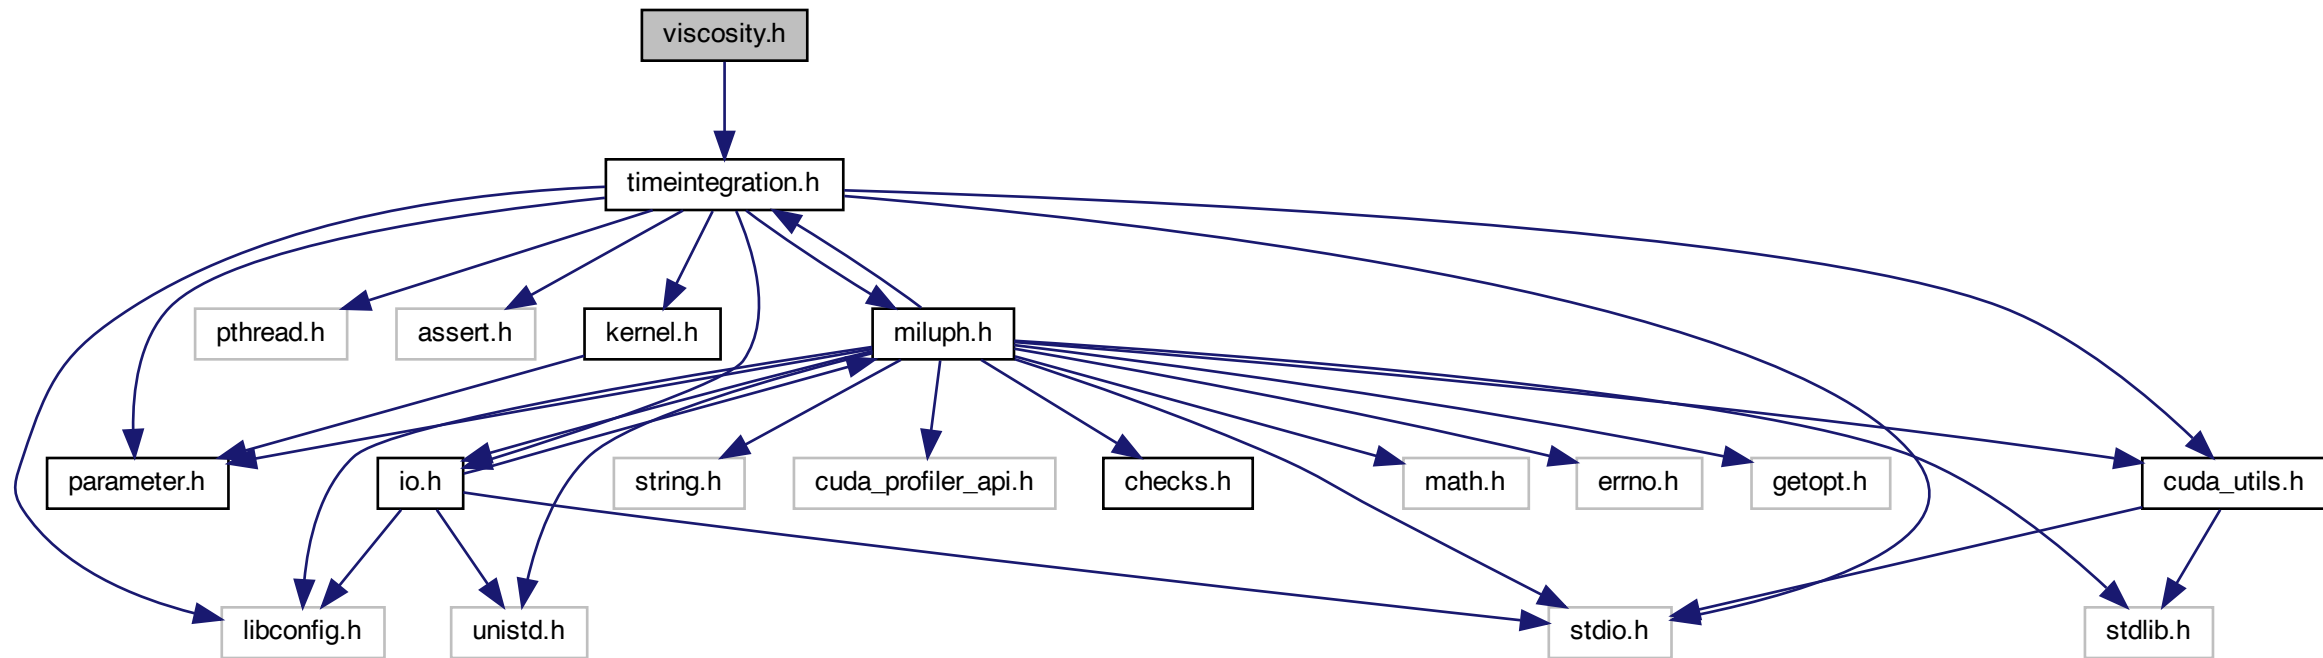 viscosity.h
timeintegration.h
pthread.h
assert.h
kernel.h
miluph.h
parameter.h
io.h
string.h
cuda_profiler_api.h
checks.h
math.h
errno.h
getopt.h
cuda_utils.h
libconfig.h
unistd.h
stdio.h
stdlib.h